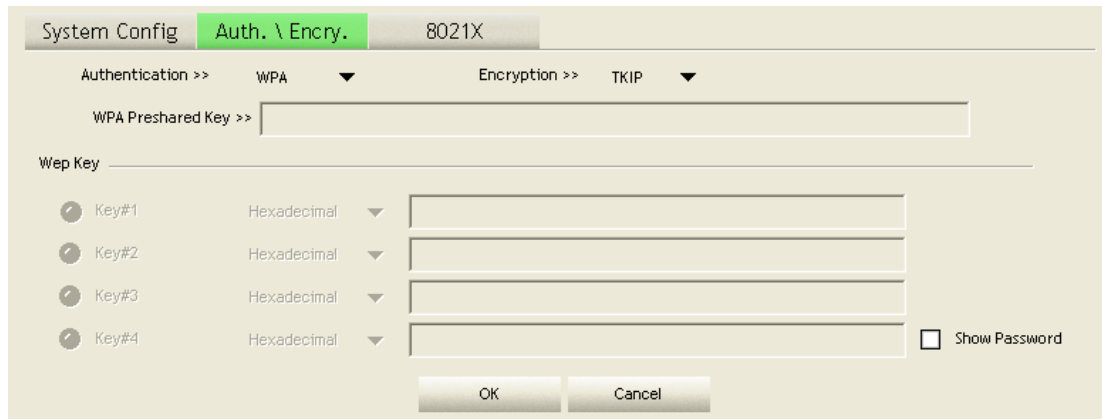 System Config Auth. \ Encry. 8021X
Authentication >> WPA Encryption >> TKIP
WPA Preshared Key >>
Wep Key
Key#1 Hexadecimal
Key#2 Hexadecimal
Key#3 Hexadecimal
Key#4 Hexadecimal Show Password
OK Cancel